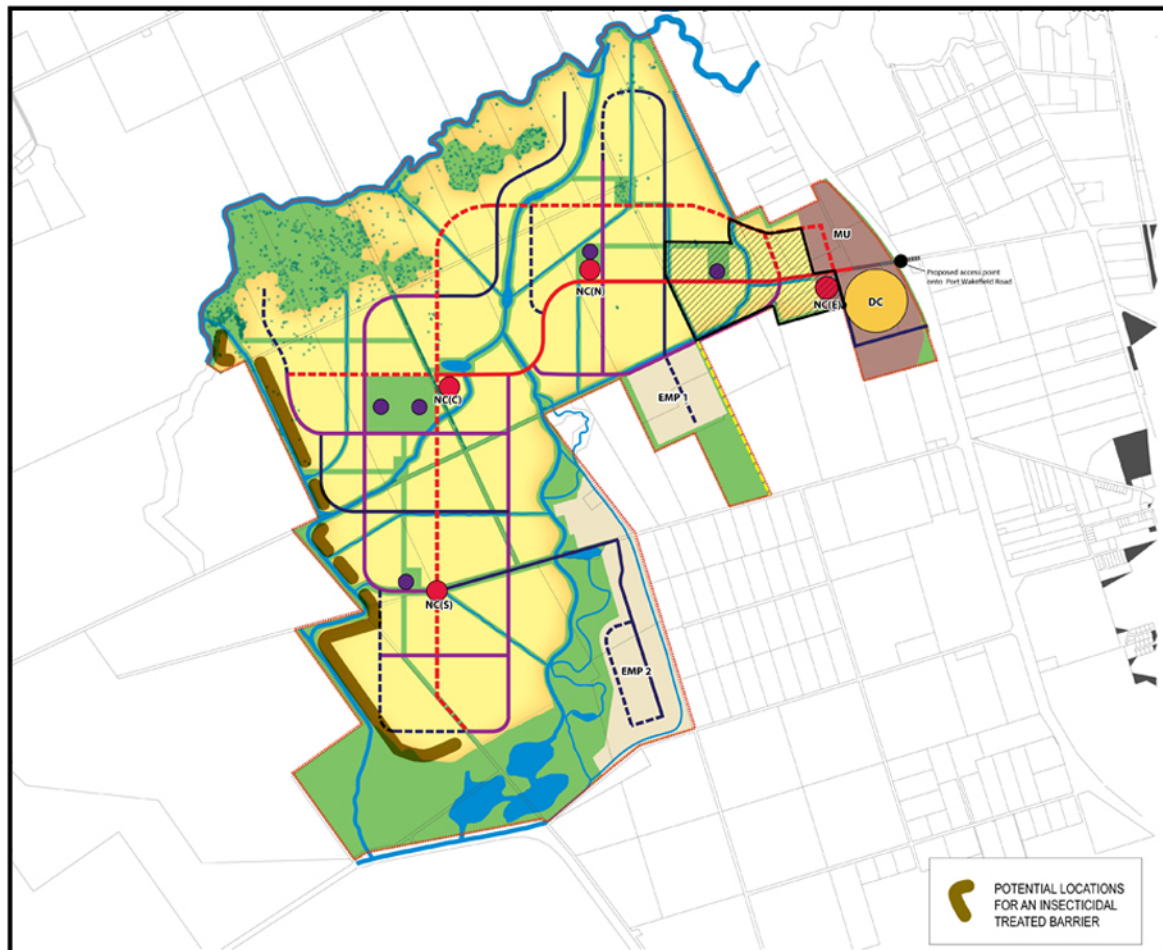 MU
Proposed access point
onto Port Wakefield Road
NC(N)
NC(E)
DC
NC(C)
EMP 1
NC(S)
EMP 2
POTENTIAL LOCATIONS
FOR AN INSECTICIDAL
TREATED BARRIER